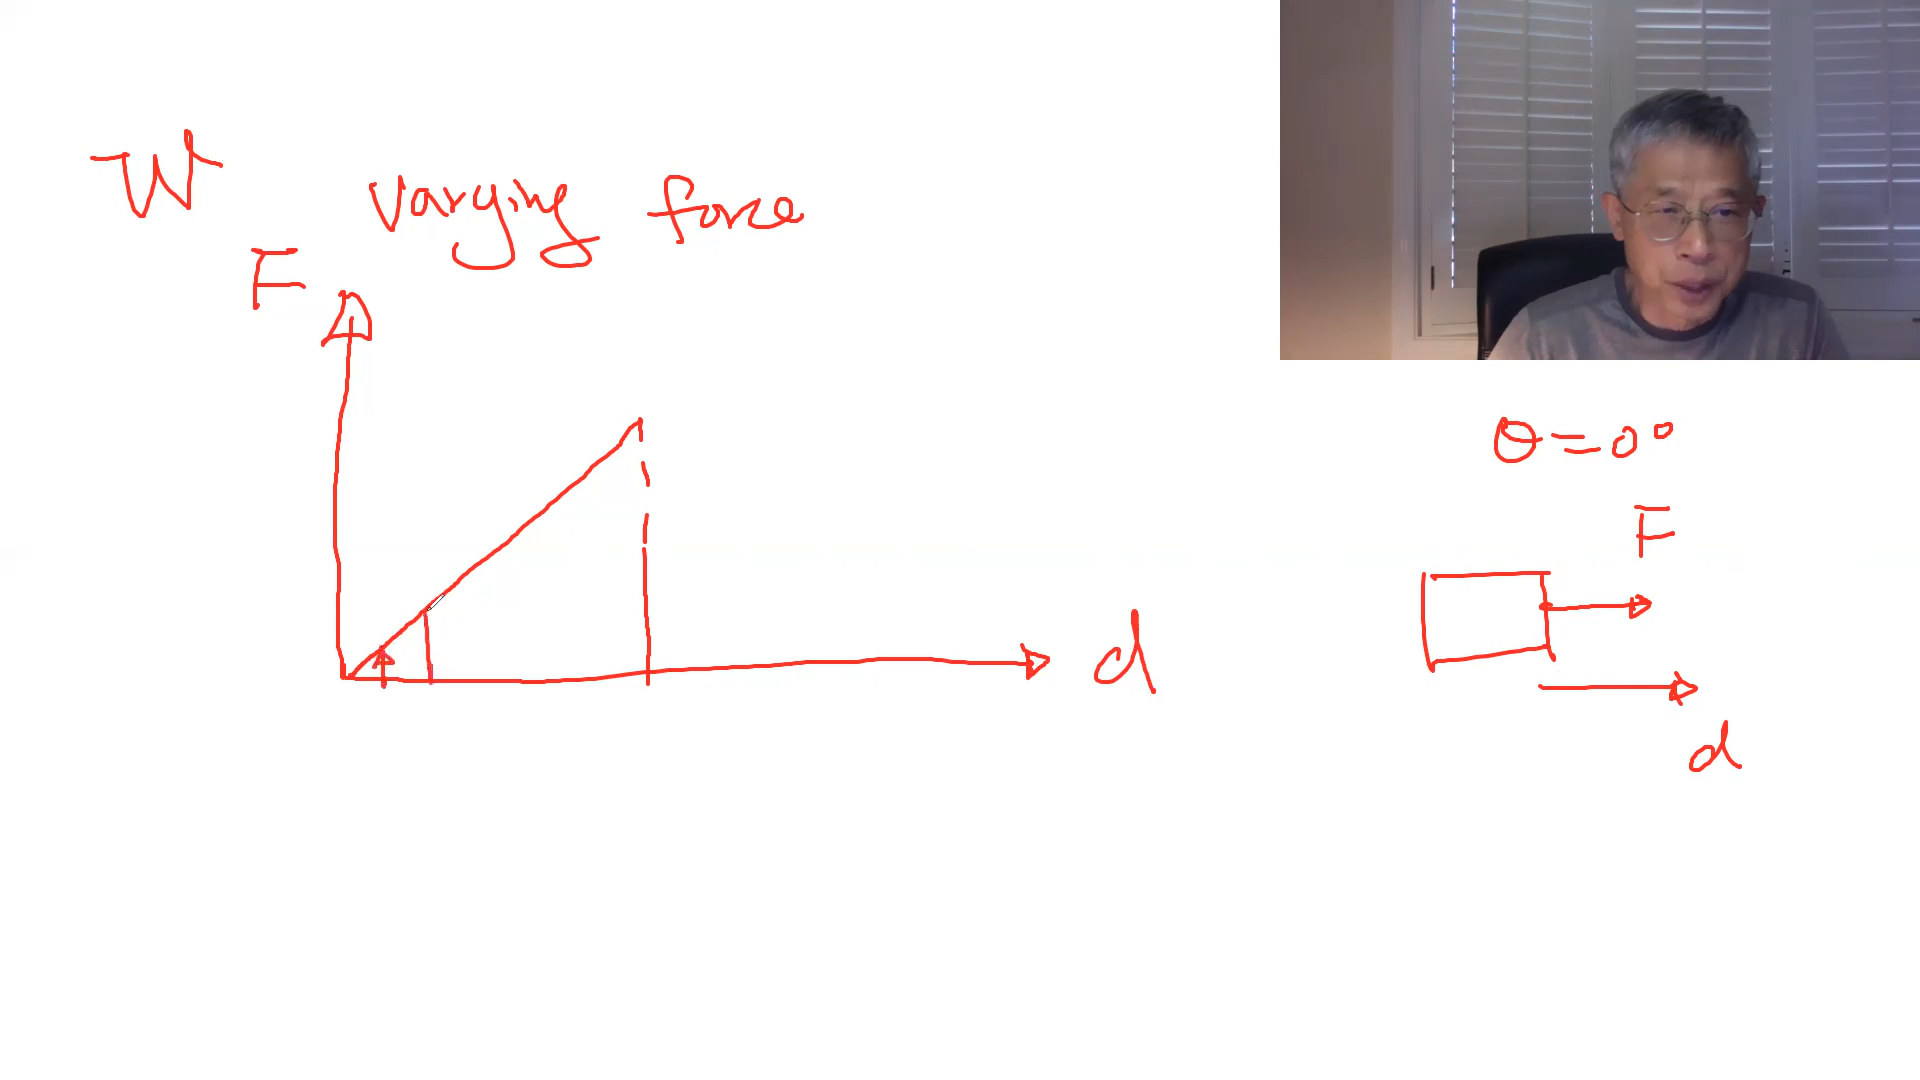 W
varying force
F
d
θ = 0°
F
d